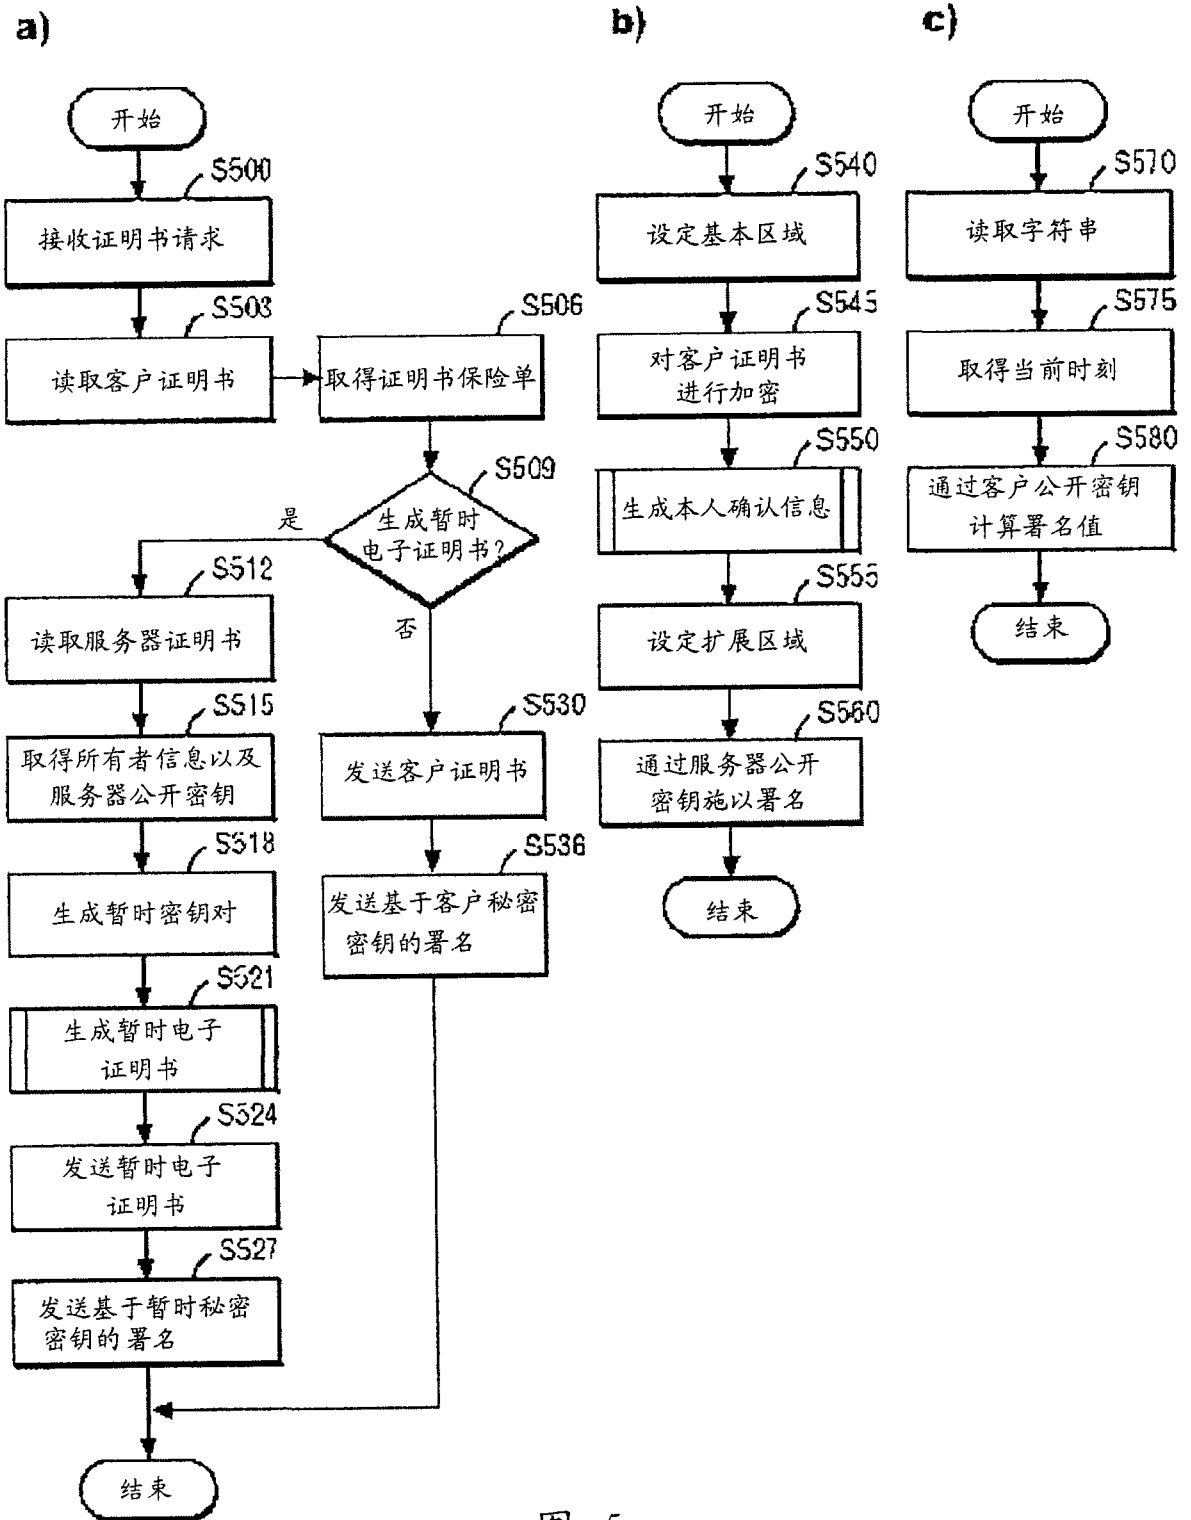 a)
开始
S500
接收证明书请求
S503
读取客户证明书
S506
取得证明书保险单
S509
生成暂时
电子证明书?
是
否
S512
读取服务器证明书
S515
取得所有者信息以及
服务器公开密钥
S518
生成暂时密钥对
S521
生成暂时电子
证明书
S524
发送暂时电子
证明书
S527
发送基于暂时秘密
密钥的署名
S530
发送客户证明书
S536
发送基于客户秘密
密钥的署名
结束
b)
开始
S540
设定基本区域
S545
对客户证明书
进行加密
S550
生成本人确认信息
S555
设定扩展区域
S560
通过服务器公开
密钥施以署名
结束
c)
开始
S570
读取字符串
S575
取得当前时刻
S580
通过客户公开密钥
计算署名值
结束
图 5